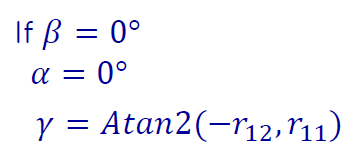 If β = 0°
α = 0°
γ = Atan2(−r₁₂, r₁₁)